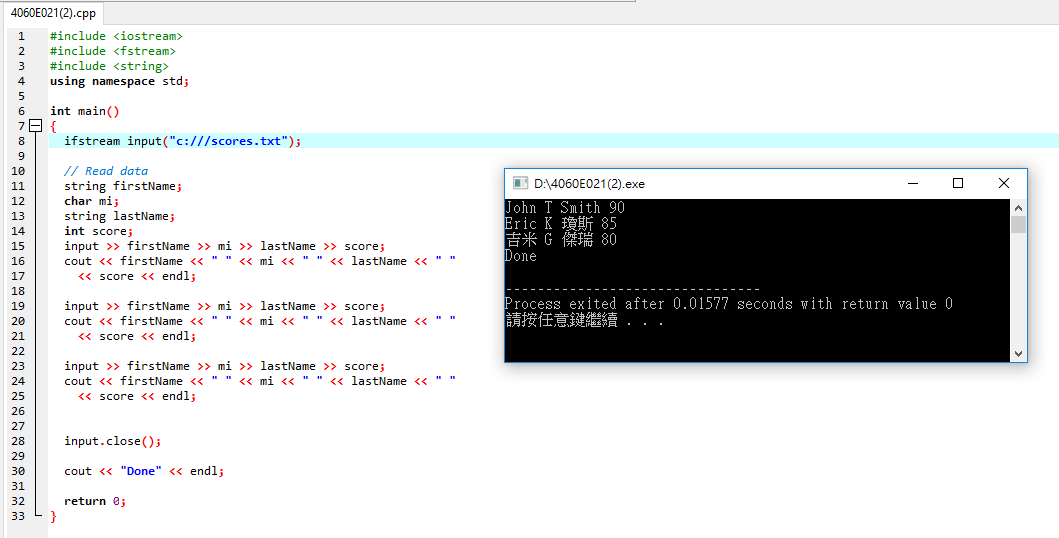 4060E021(2).cpp
1 #include <iostream>
2 #include <fstream>
3 #include <string>
4 using namespace std;
5
6 int main()
7 {
8 ifstream input("c:///scores.txt");
9
10 // Read data
11 string firstName;
12 char mi;
13 string lastName;
14 int score;
15 input >> firstName >> mi >> lastName >> score;
16 cout << firstName << " " << mi << " " << lastName << " "
17 << score << endl;
18
19 input >> firstName >> mi >> lastName >> score;
20 cout << firstName << " " << mi << " " << lastName << " "
21 << score << endl;
22
23 input >> firstName >> mi >> lastName >> score;
24 cout << firstName << " " << mi << " " << lastName << " "
25 << score << endl;
26
27
28 input.close();
29
30 cout << "Done" << endl;
31
32 return 0;
33 }
D:\4060E021(2).exe
John T Smith 90
Eric K 瓊斯 85
吉米 G 傑瑞 80
Done
--------------------------------
Process exited after 0.01577 seconds with return value 0
請按任意鍵繼續 . . .